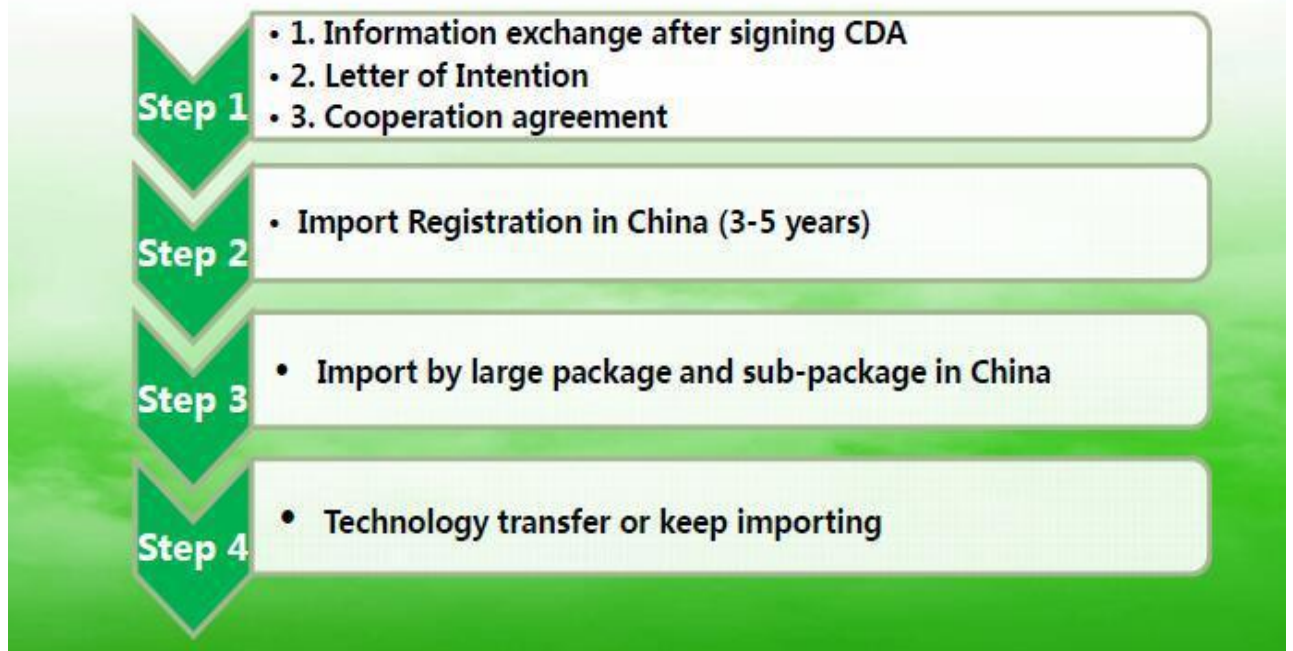 Step 1
• 1. Information exchange after signing CDA
• 2. Letter of Intention
• 3. Cooperation agreement
Step 2
• Import Registration in China (3-5 years)
Step 3
• Import by large package and sub-package in China
Step 4
• Technology transfer or keep importing